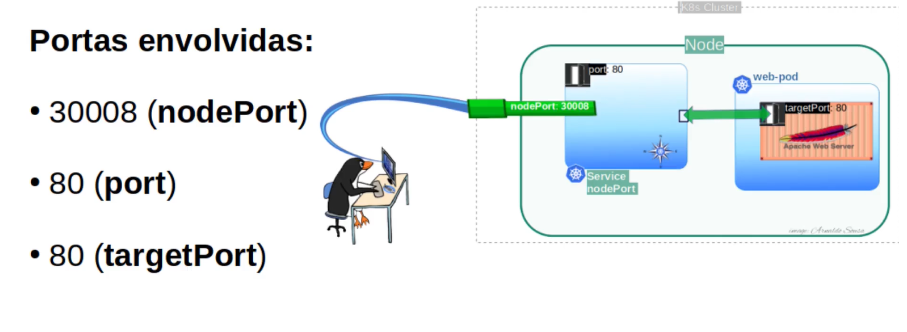 Portas envolvidas:
• 30008 (nodePort)
• 80 (port)
• 80 (targetPort)
K8s Cluster
Node
port: 80
nodePort: 30008
Service
nodePort
web-pod
targetPort: 80
Apache Web Server
image: (Arnaldo Souza